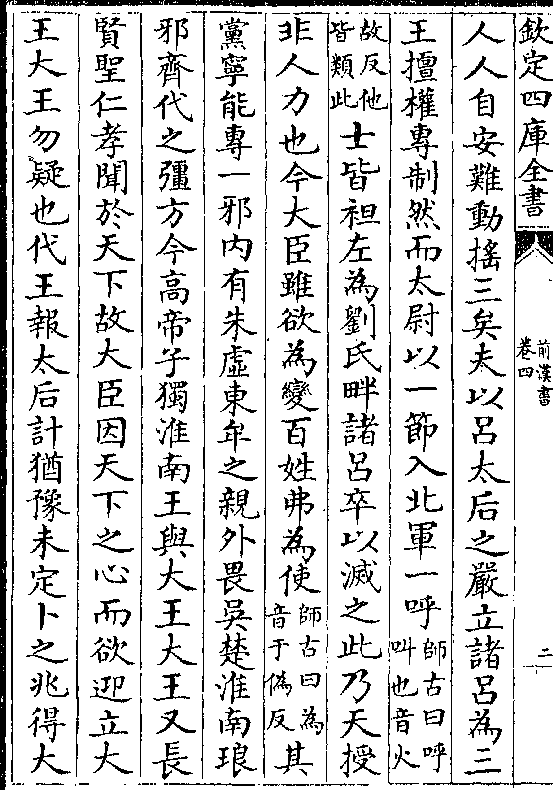 欽定四庫全書
前漢書
卷四
二
人人自安難動揺三矣夫以吕太后之嚴立諸吕為三
王擅權專制然而太尉以一節入北軍一呼師古曰呼
叫也音火
故反他
皆類此士皆袒左為劉氏畔諸吕卒以滅之此乃天授
非人力也今大臣雖欲為變百姓弗為使師古曰為
音于偽反其
黨寧能專一邪内有朱虚東牟之親外畏吳楚淮南琅
邪齊代之彊方今高帝子獨淮南王與大王大王又長
賢聖仁孝聞於天下故大臣因天下之心而欲迎立大
王大王勿疑也代王報太后計猶豫未定卜之兆得大